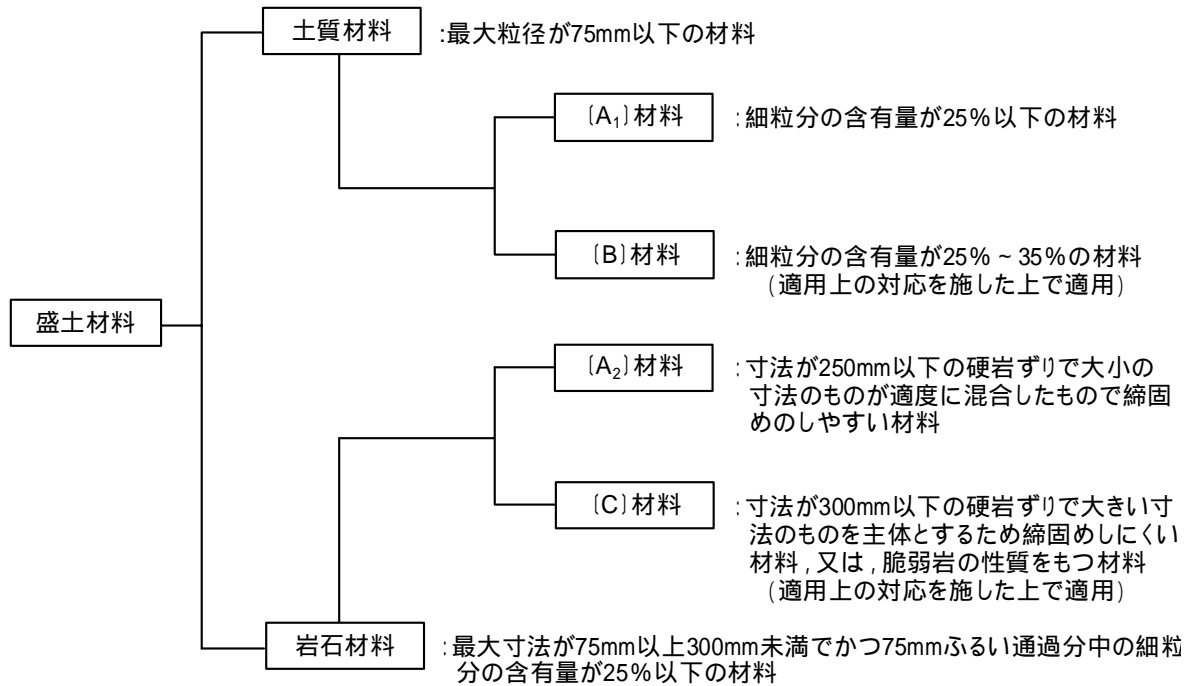 土質材料 :最大粒径が75mm以下の材料
〔A₁〕材料 :細粒分の含有量が25%以下の材料
〔B〕材料 :細粒分の含有量が25%~35%の材料
(適用上の対応を施した上で適用)
盛土材料
〔A₂〕材料 :寸法が250mm以下の硬岩ずりで大小の
寸法のものが適度に混合したもので締固
めのしやすい材料
〔C〕材料 :寸法が300mm以下の硬岩ずりで大きい寸
法のものを主体とするため締固めしにくい
材料,又は,脆弱岩の性質をもつ材料
(適用上の対応を施した上で適用)
岩石材料 :最大寸法が75mm以上300mm未満でかつ75mmふるい通過分中の細粒
分の含有量が25%以下の材料